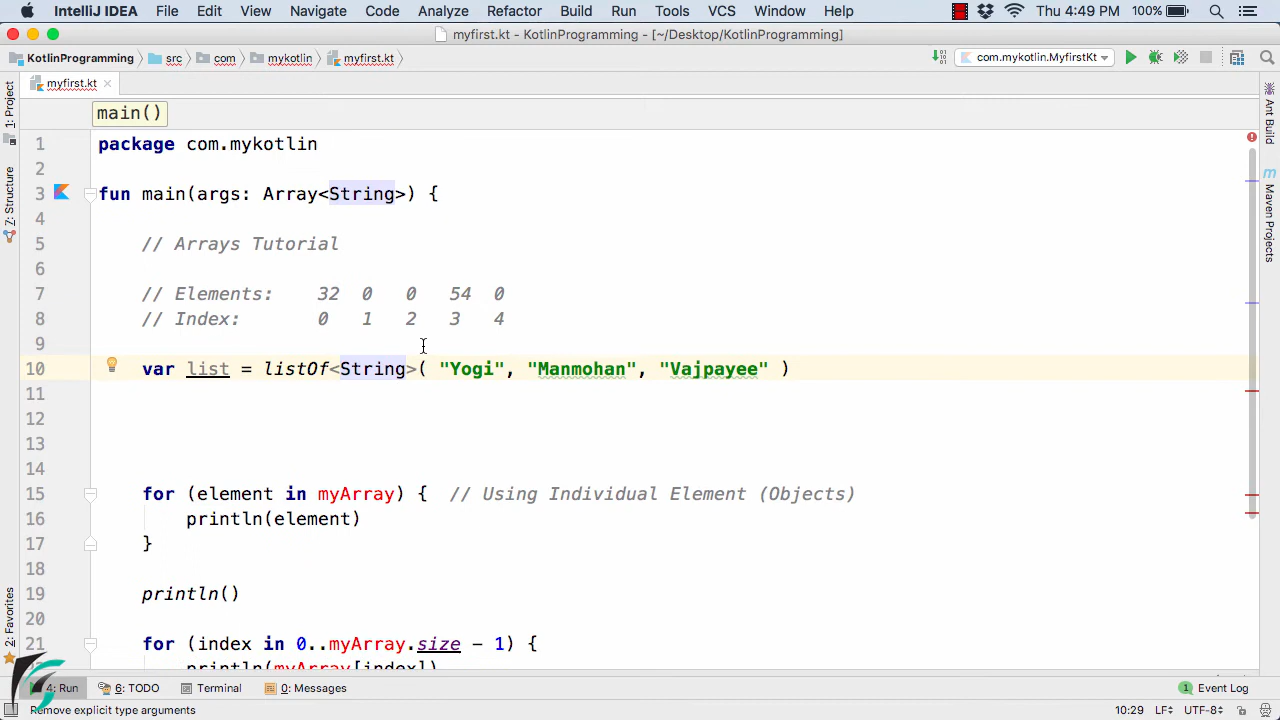 IntelliJ IDEA File Edit View Navigate Code Analyze Refactor Build Run Tools VCS Window Help Thu 4:49 PM 100%
myfirst.kt - KotlinProgramming - [~/Desktop/KotlinProgramming]
KotlinProgramming src com mykotlin myfirst.kt com.mykotlin.MyfirstKt
myfirst.kt
main()
1 package com.mykotlin
2
3 fun main(args: Array<String>) {
4
5 // Arrays Tutorial
6
7 // Elements: 32 0 0 54 0
8 // Index: 0 1 2 3 4
9
10 var list = listOf<String>( "Yogi", "Manmohan", "Vajpayee" )
11
12
13
14
15 for (element in myArray) { // Using Individual Element (Objects)
16 println(element)
17 }
18
19 println()
20
21 for (index in 0..myArray.size - 1) {
println(myArray[index])
1: Project
7: Structure
2: Favorites
Ant Build
m
Maven Projects
4: Run 6: TODO Terminal 0: Messages 1 Event Log
Remove explicit type arguments 10:29 LF÷ UTF-8÷